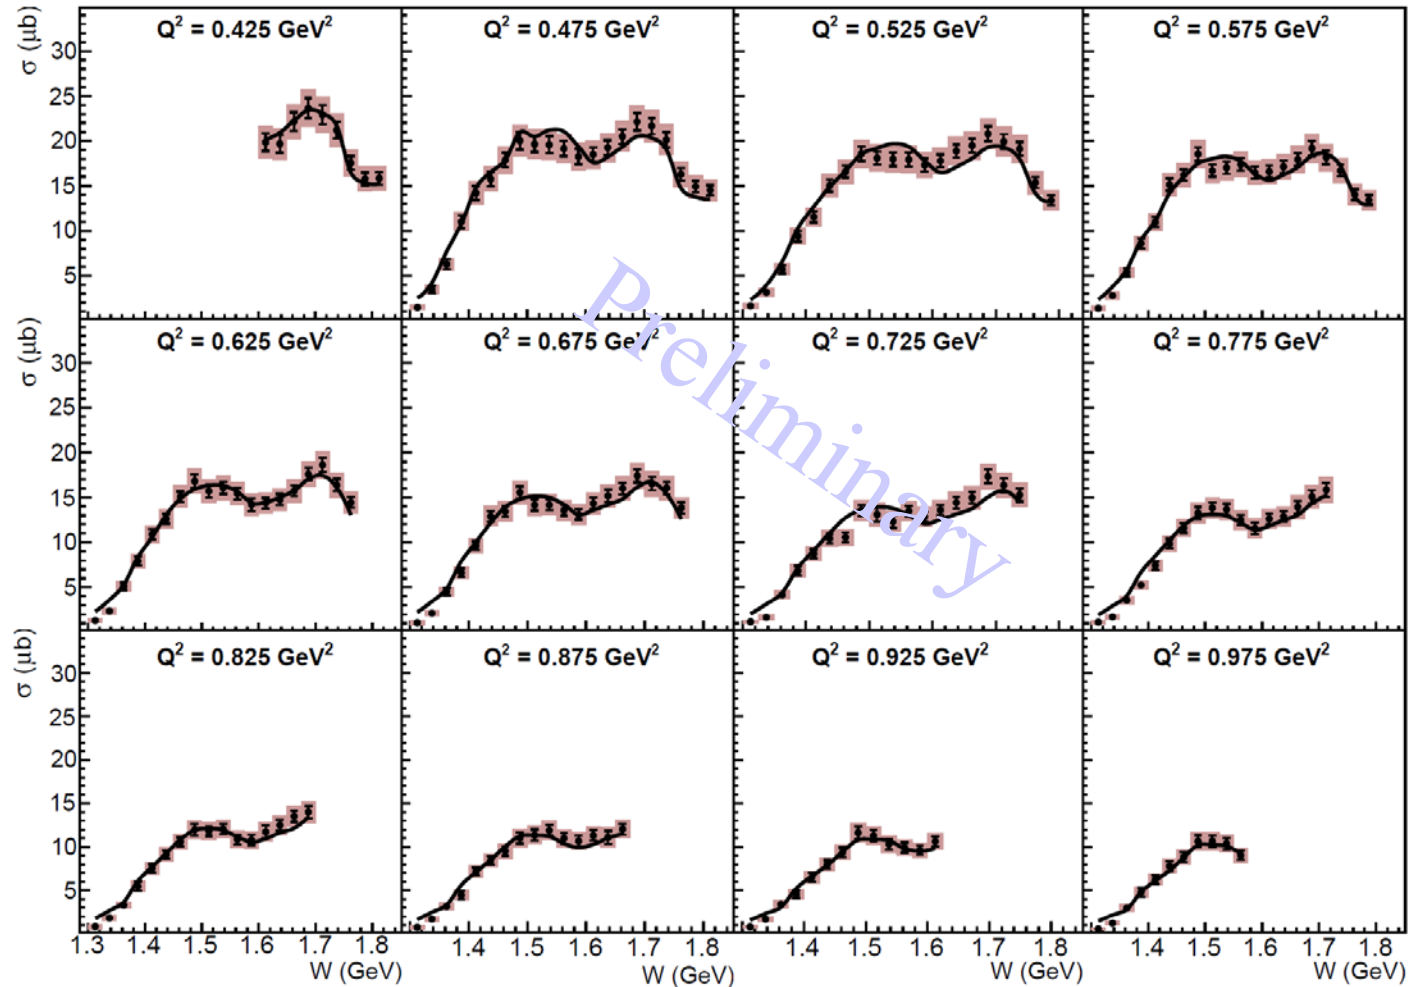 Q² = 0.425 GeV² Q² = 0.475 GeV² Q² = 0.525 GeV² Q² = 0.575 GeV²
σ (μb)
30
25
20
15
10
5
Q² = 0.625 GeV² Q² = 0.675 GeV² Q² = 0.725 GeV² Q² = 0.775 GeV²
σ (μb)
30
25
20
15
10
5
Preliminary
Q² = 0.825 GeV² Q² = 0.875 GeV² Q² = 0.925 GeV² Q² = 0.975 GeV²
σ (μb)
30
25
20
15
10
5
1.3 1.4 1.5 1.6 1.7 1.8 1.4 1.5 1.6 1.7 1.8 1.4 1.5 1.6 1.7 1.8 1.4 1.5 1.6 1.7 1.8
W (GeV) W (GeV) W (GeV) W (GeV)